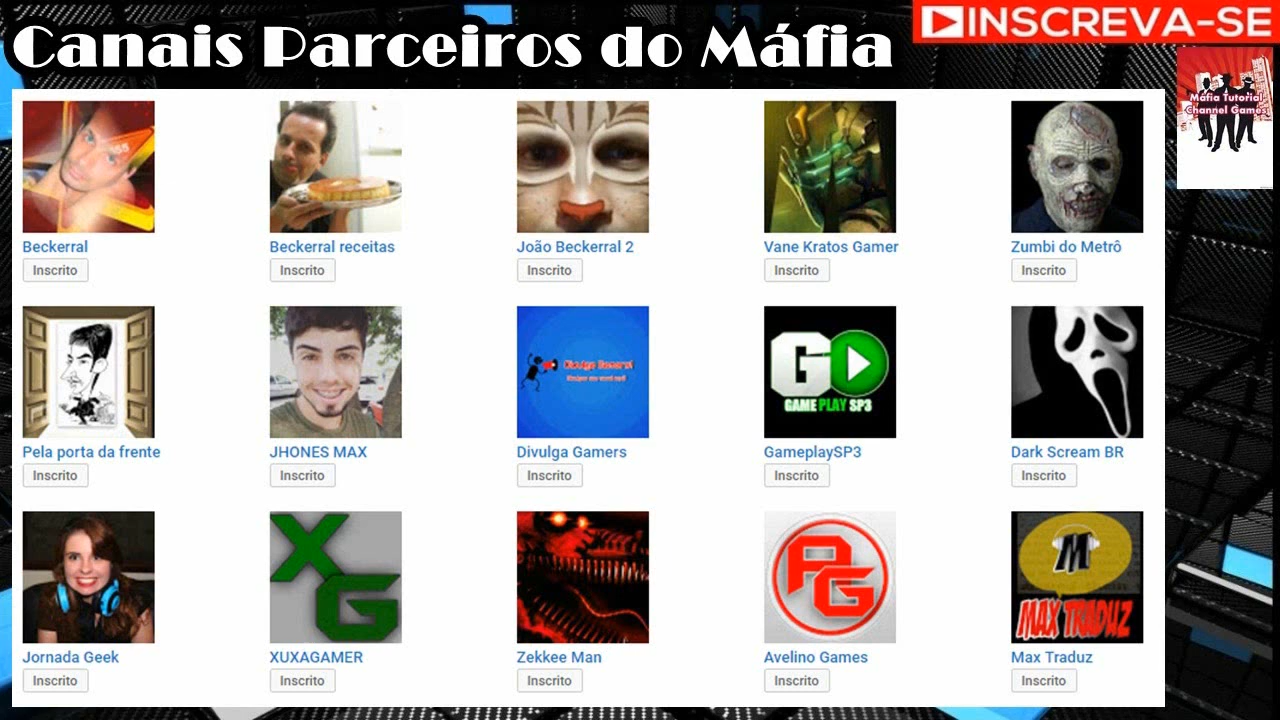 Canais Parceiros do Máfia
INSCREVA-SE
Máfia Tutorial
Channel Games
Beckerral
Inscrito
Beckerral receitas
Inscrito
João Beckerral 2
Inscrito
Vane Kratos Gamer
Inscrito
Zumbi do Metrô
Inscrito
Pela porta da frente
Inscrito
JHONES MAX
Inscrito
Divulga Gamers
Inscrito
GO
GAME PLAY SP3
GameplaySP3
Inscrito
Dark Scream BR
Inscrito
Jornada Geek
Inscrito
XG
XUXAGAMER
Inscrito
Zekkee Man
Inscrito
Avelino Games
Inscrito
M
MAX TRADUZ
Max Traduz
Inscrito